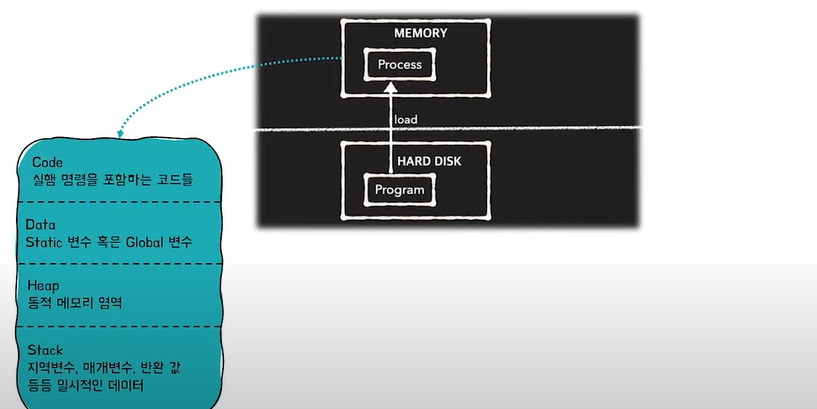 MEMORY
Process
load
HARD DISK
Program
Code
실행 명령을 포함하는 코드들
Data
Static 변수 혹은 Global 변수
Heap
동적 메모리 영역
Stack
지역변수, 매개변수, 반환 값
등등 일시적인 데이터